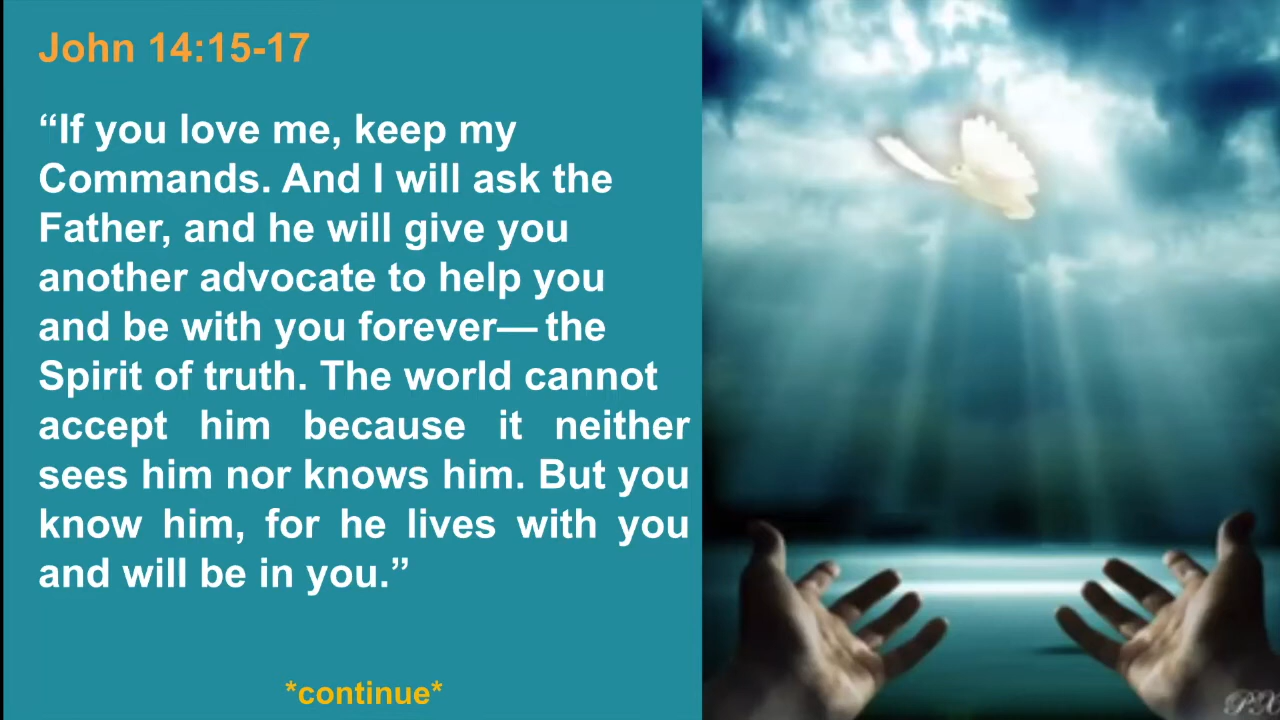 John 14:15-17
“If you love me, keep my
Commands. And I will ask the
Father, and he will give you
another advocate to help you
and be with you forever— the
Spirit of truth. The world cannot
accept him because it neither
sees him nor knows him. But you
know him, for he lives with you
and will be in you.”
*continue*